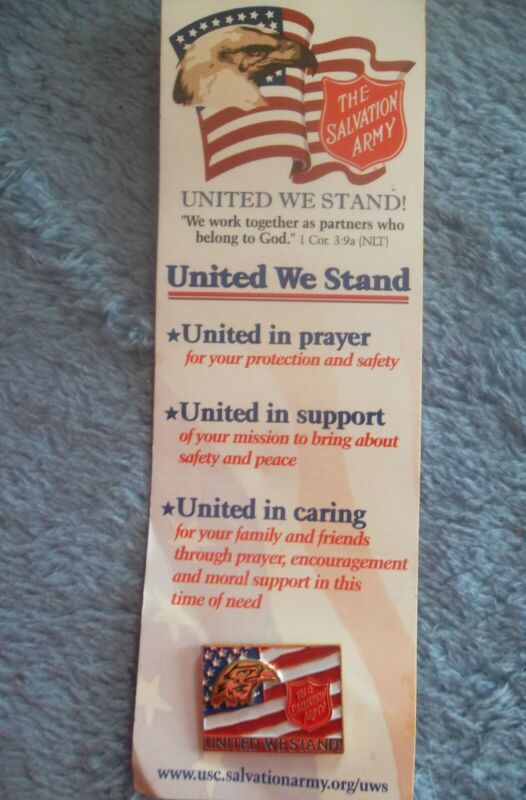 THE
SALVATION
ARMY
UNITED WE STAND!
"We work together as partners who
belong to God." 1 Cor. 3:9a (NLT)
United We Stand
★United in prayer
for your protection and safety
★United in support
of your mission to bring about
safety and peace
★United in caring
for your family and friends
through prayer, encouragement
and moral support in this
time of need
THE
SALVATION
ARMY
UNITED WE STAND!
www.usc.salvationarmy.org/uws